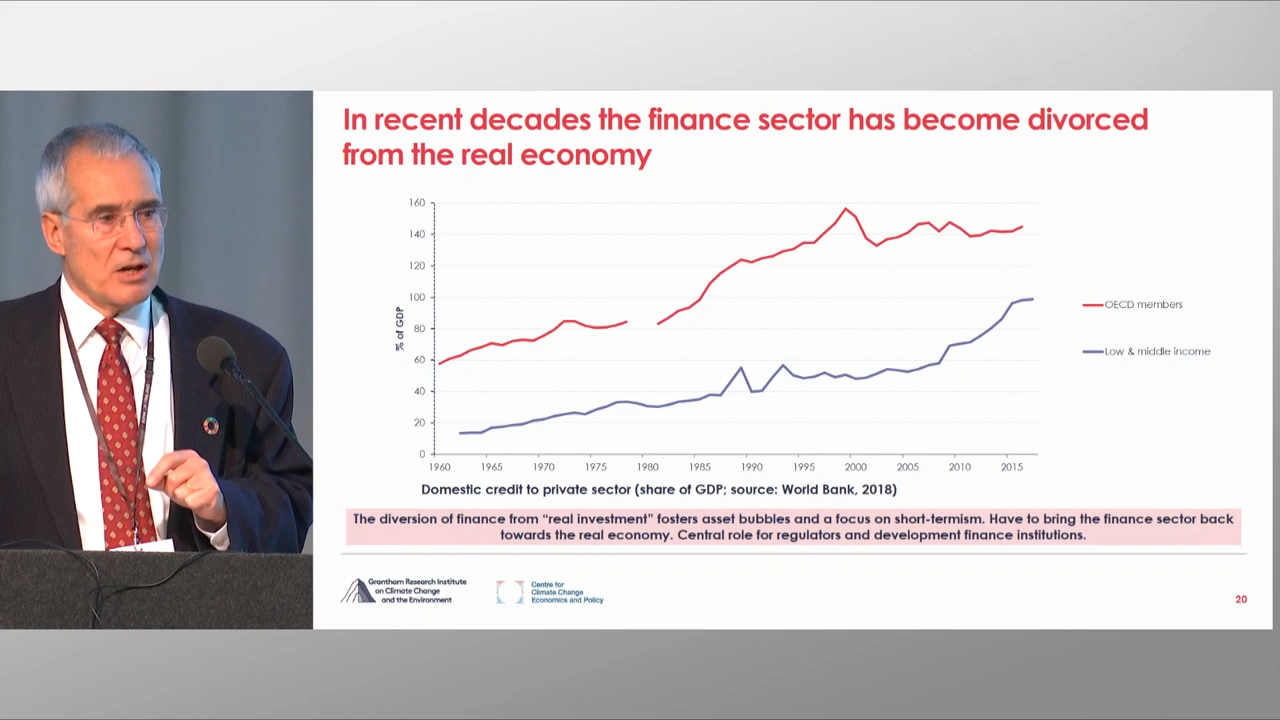 In recent decades the finance sector has become divorced
from the real economy
160
140
120
100
80
60
40
20
0
% of GDP
1960 1965 1970 1975 1980 1985 1990 1995 2000 2005 2010 2015
OECD members
Low & middle income
Domestic credit to private sector (share of GDP; source: World Bank, 2018)
The diversion of finance from “real investment” fosters asset bubbles and a focus on short-termism. Have to bring the finance sector back
towards the real economy. Central role for regulators and development finance institutions.
Grantham Research Institute
on Climate Change
and the Environment
Centre for
Climate Change
Economics and Policy
20